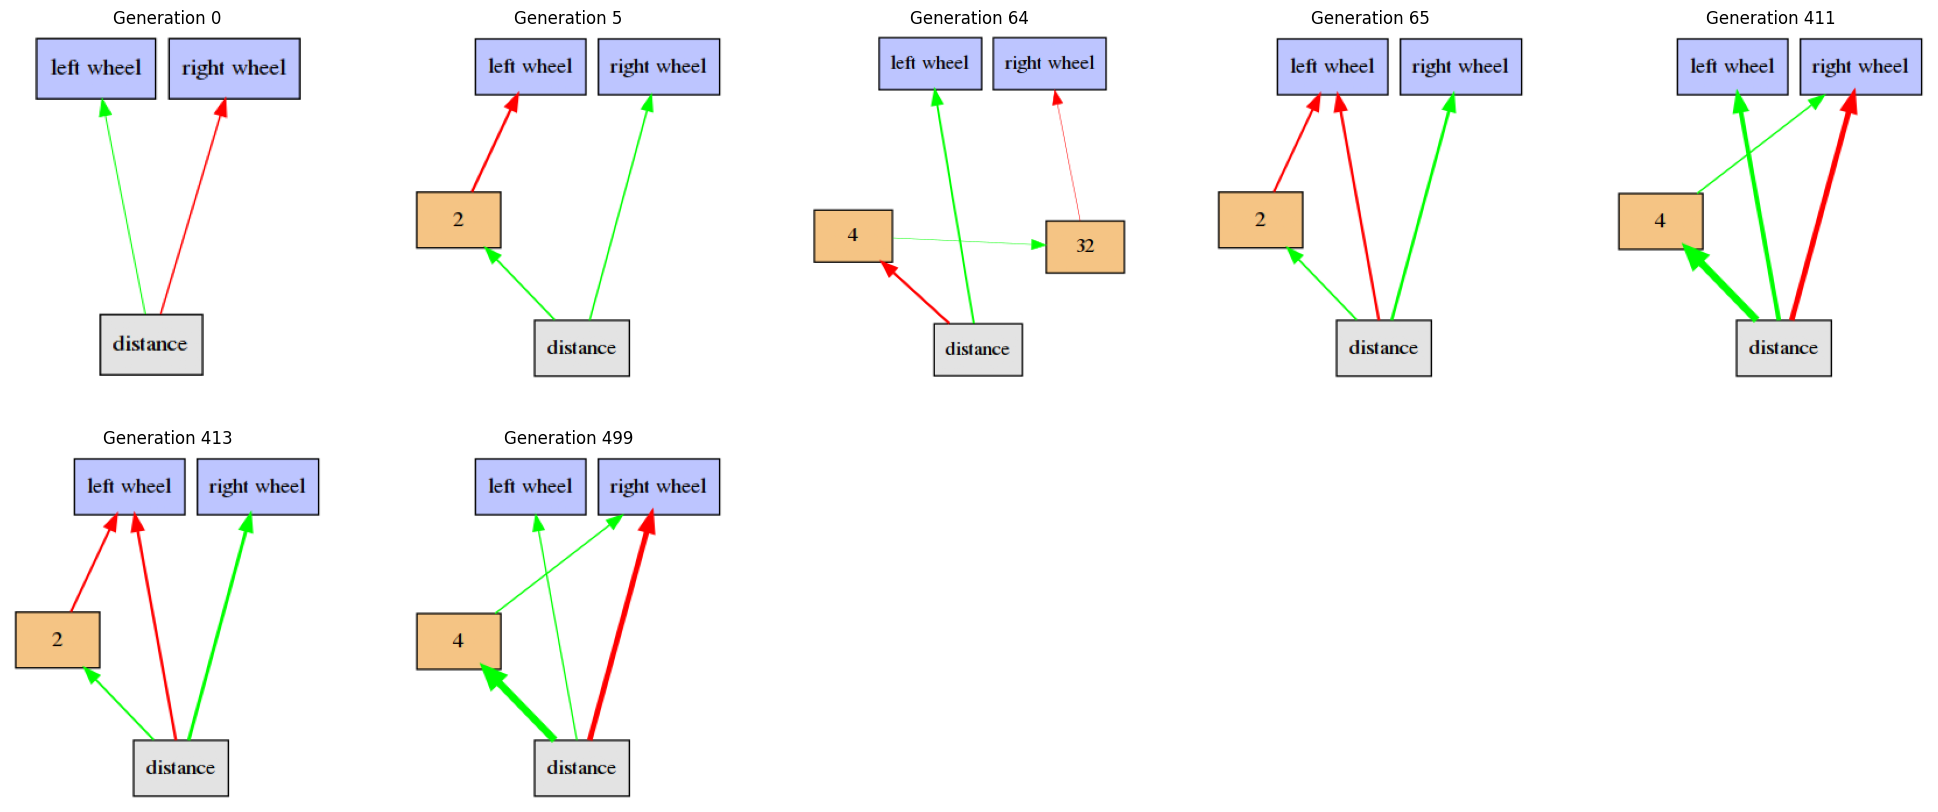 Generation 0
left wheel
right wheel
distance
Generation 5
left wheel
right wheel
2
distance
Generation 64
left wheel
right wheel
4
32
distance
Generation 65
left wheel
right wheel
2
distance
Generation 411
left wheel
right wheel
4
distance
Generation 413
left wheel
right wheel
2
distance
Generation 499
left wheel
right wheel
4
distance